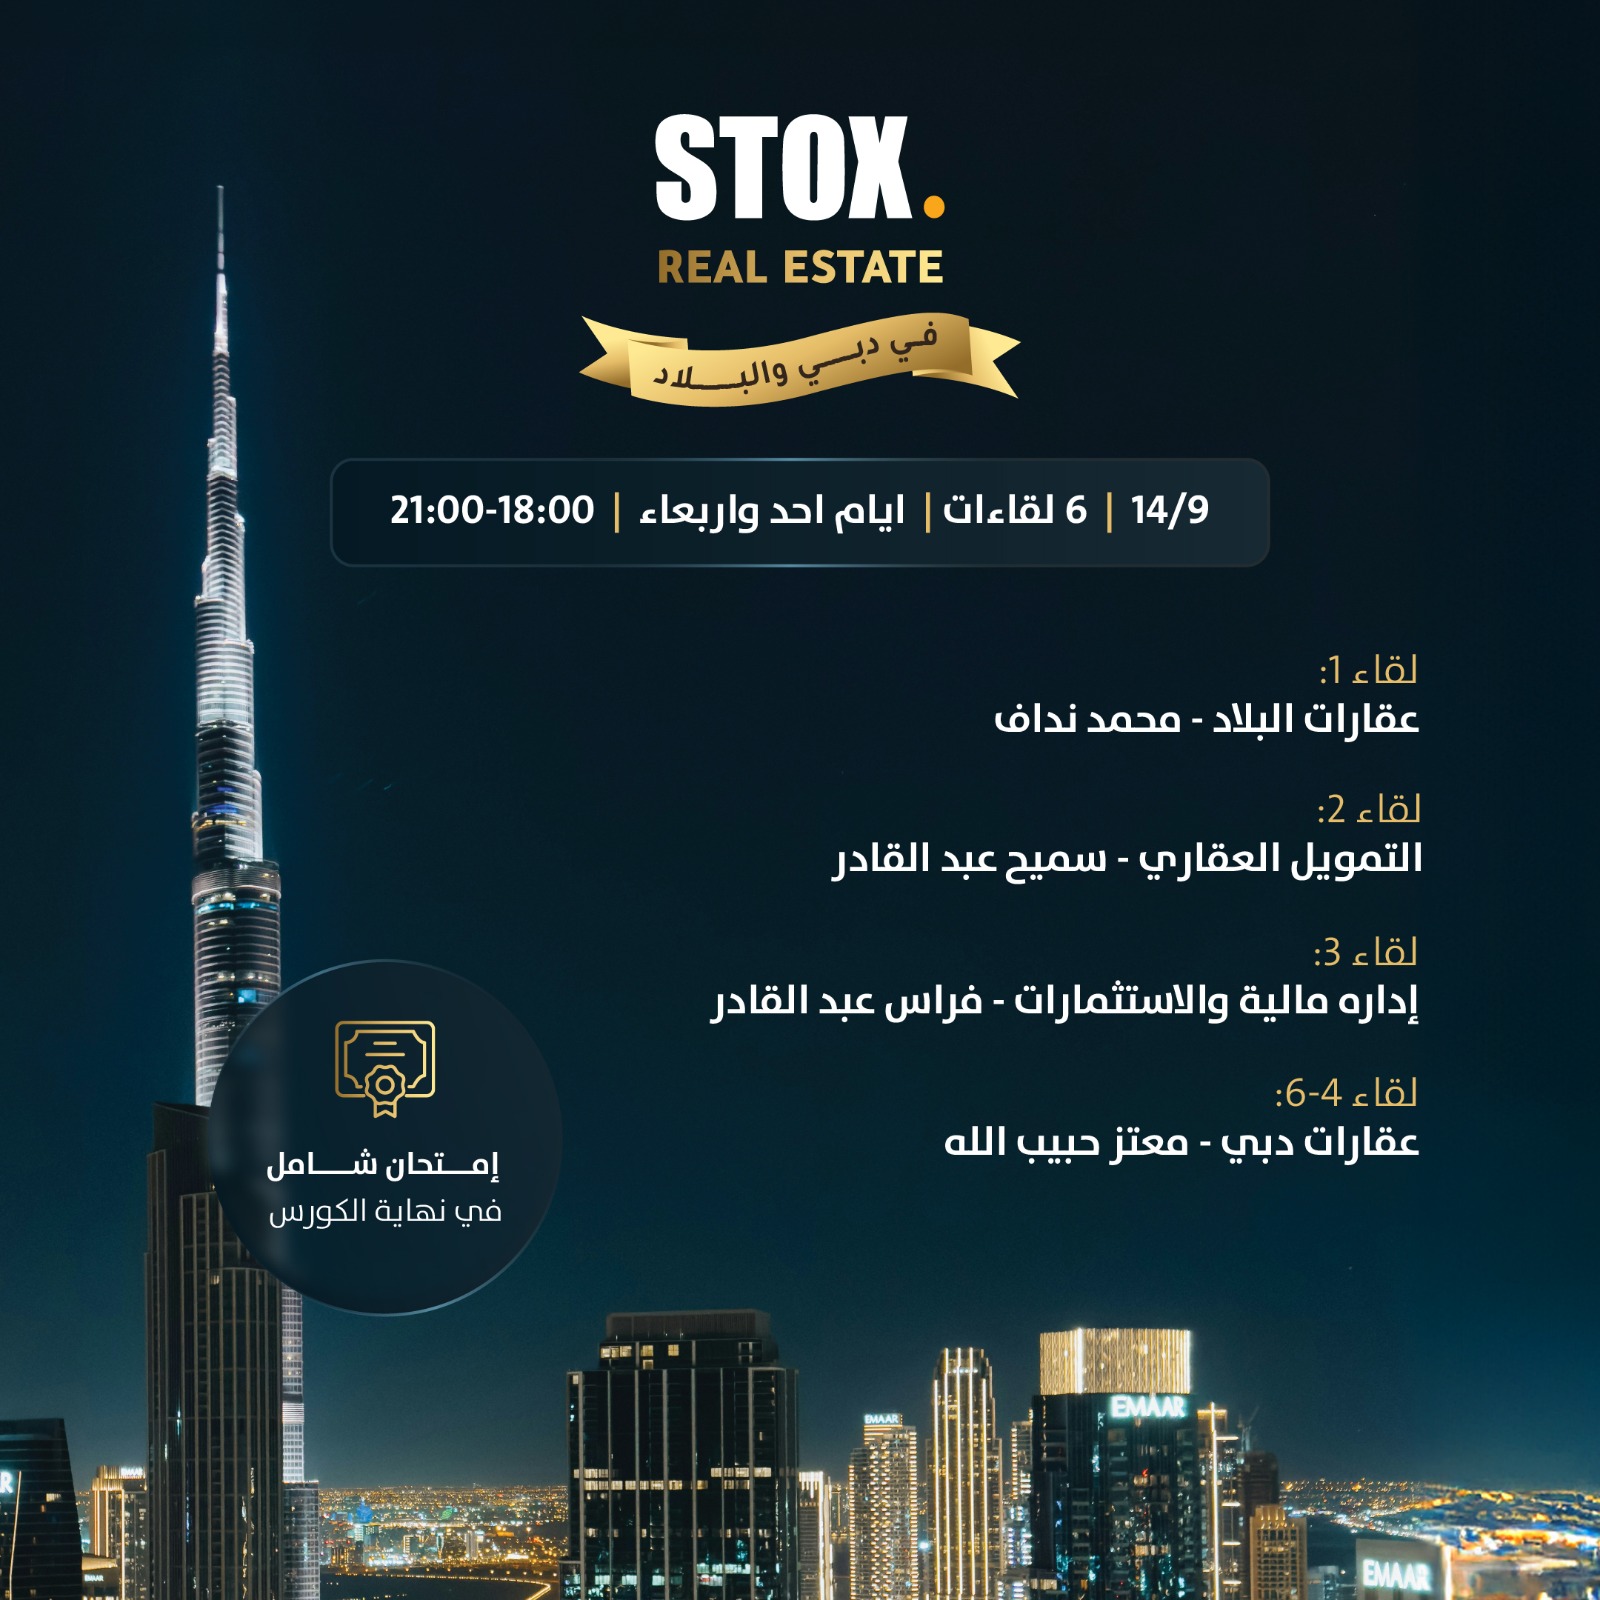 STOX.
REAL ESTATE
في دبـــي والبـــــلاد
14/9 | 6 لقاءات | ايام احد واربعاء | 18:00-21:00
لقاء 1:
عقارات البلاد - محمد نداف
لقاء 2:
التمويل العقاري - سميح عبد القادر
لقاء 3:
إداره مالية والاستثمارات - فراس عبد القادر
لقاء 4-6:
عقارات دبي - معتز حبيب الله
إمــتحان شـــامل
في نهاية الكورس
EMAAR
EMAAR
EMAAR